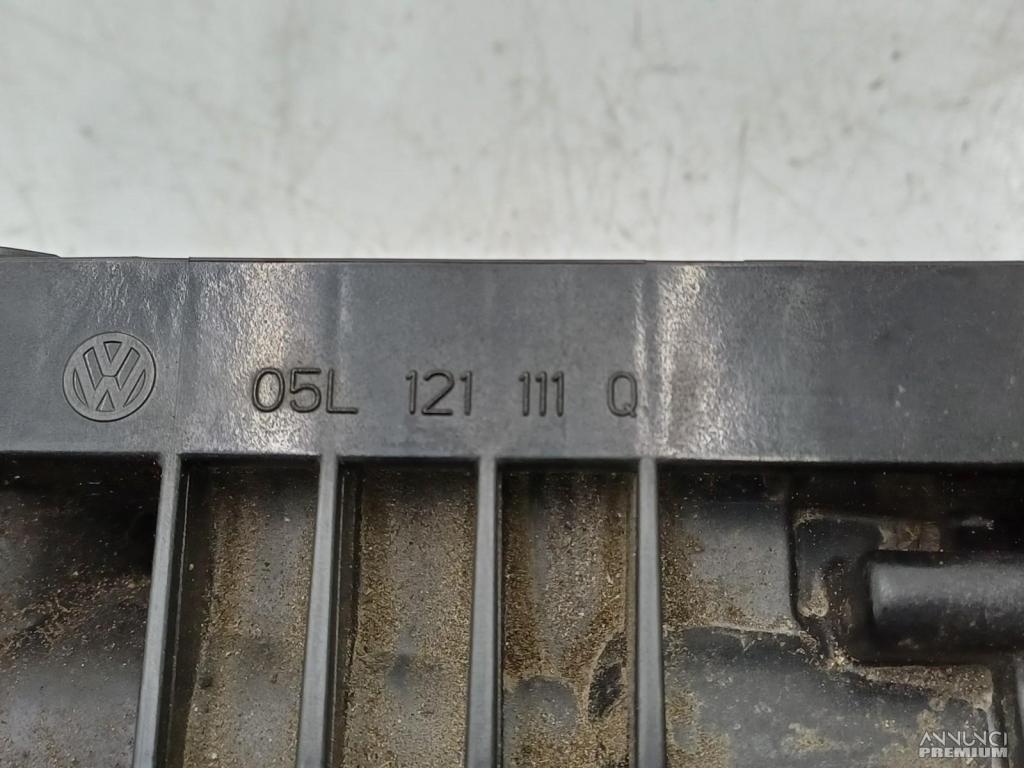 05L 121 111 Q
ANNUNCI
PREMIUM